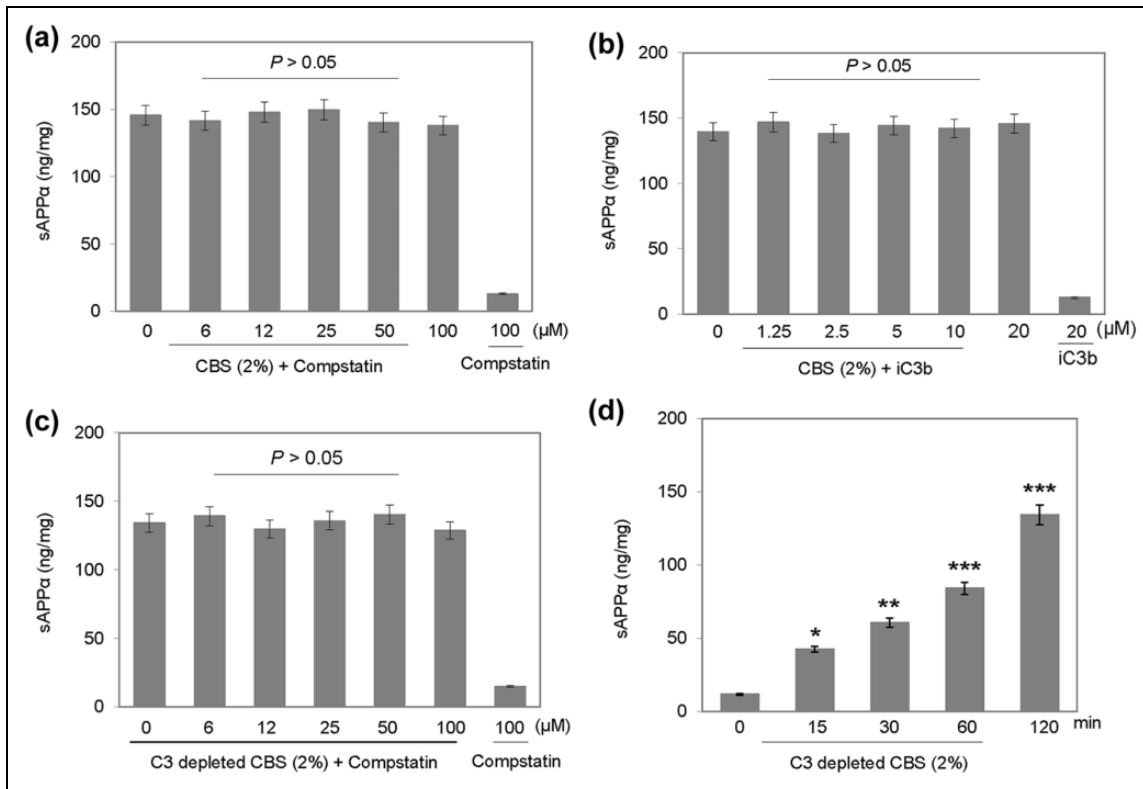 (a)
200
150
100
50
0
sAPPα (ng/mg)
P > 0.05
0 6 12 25 50 100 100 (µM)
CBS (2%) + Compstatin Compstatin
(b)
200
150
100
50
0
sAPPα (ng/mg)
P > 0.05
0 1.25 2.5 5 10 20 20 (µM)
CBS (2%) + iC3b iC3b
(c)
200
150
100
50
0
sAPPα (ng/mg)
P > 0.05
0 6 12 25 50 100 100 (µM)
C3 depleted CBS (2%) + Compstatin Compstatin
(d)
200
150
100
50
0
sAPPα (ng/mg)
* ** *** ***
0 15 30 60 120 min
C3 depleted CBS (2%)